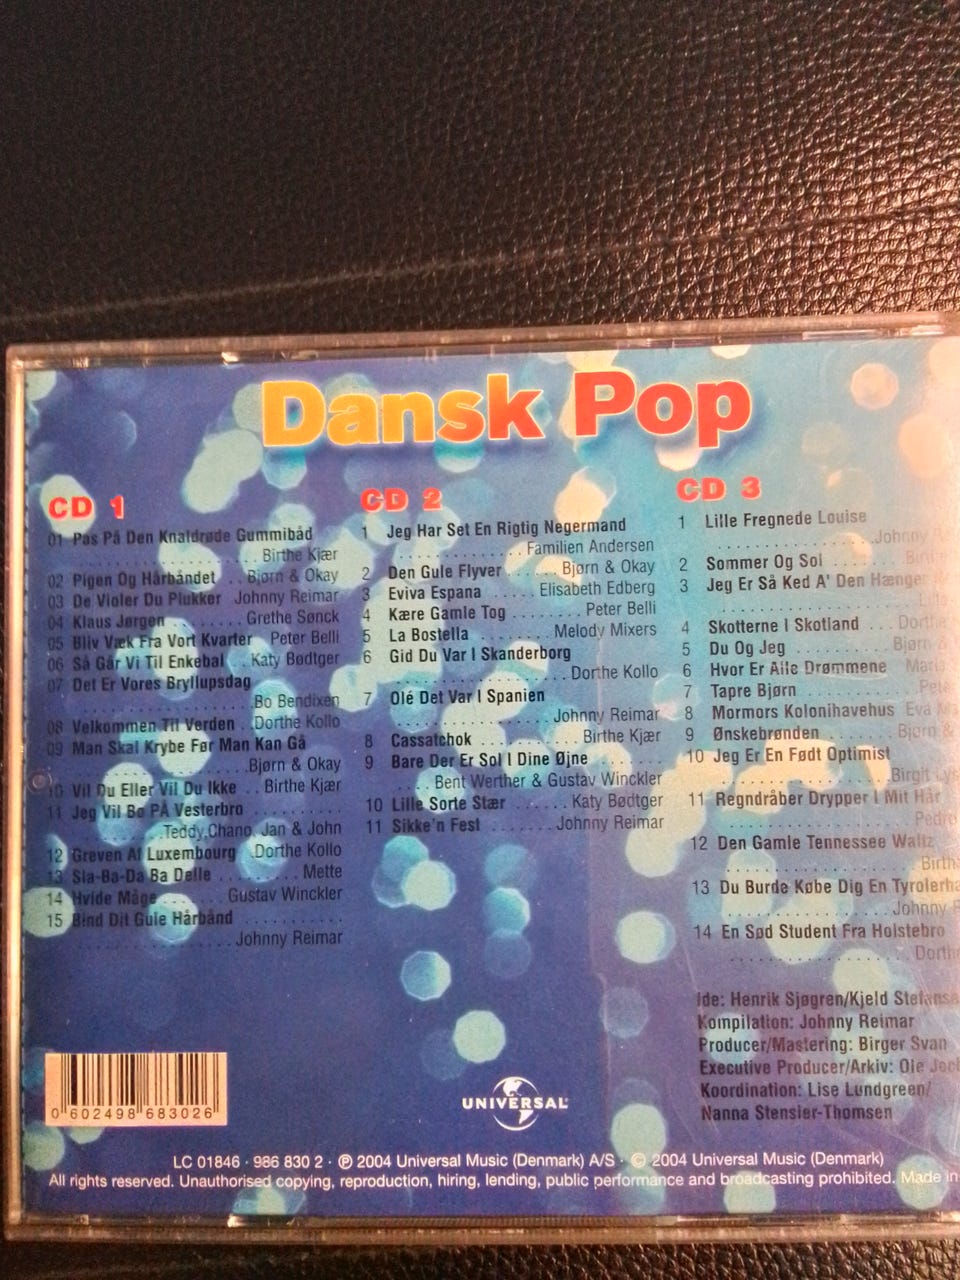 Dansk Pop
CD 1
01 Pas På Den Knaldrøde Gummibåd
. . . . . . . . . . . . . . . . . . . Birthe Kjær
02 Pigen Og Hårbåndet . . Bjørn & Okay
03 De Violer Du Plukker Johnny Reimar
04 Klaus Jørgen . . . . . . . . Grethe Sønck
05 Bliv Væk Fra Vort Kvarter Peter Belli
06 Så Går Vi Til Enkebal . . Katy Bødtger
07 Det Er Vores Bryllupsdag
. . . . . . . . . . . . . . . . . . Bo Bendixen
08 Velkommen Til Verden . .Dorthe Kollo
09 Man Skal Krybe Før Man Kan Gå
. . . . . . . . . . . . . . . . . .Bjørn & Okay
10 Vil Du Eller Vil Du Ikke . . Birthe Kjær
11 Jeg Vil Bo PÅ Vesterbro . . . . . . . . .
. . . . . . . . .Teddy,Chano, Jan & John
12 Greven Af Luxembourg .Dorthe Kollo
13 Sla-Ba-Da Ba Delle . . . . . . . . Mette
14 Hvide Måge . . . . . . Gustav Winckler
15 Bind Dit Gule Hårbånd . . . . . . . . .
. . . . . . . . . . . . . . . . .Johnny Reimar
CD 2
1 Jeg Har Set En Rigtig Negermand
. . . . . . . . . . . . . . Familien Andersen
2 Den Gule Flyver . . . . . . Bjørn & Okay
3 Eviva Espana . . . . . Elisabeth Edberg
4 Kære Gamle Tog . . . . . . . . Peter Belli
5 La Bostella . . . . . . . . Melody Mixers
6 Gid Du Var I Skanderborg
. . . . . . . . . . . . . . . . . . Dorthe Kollo
7 Olé Det Var I Spanien
. . . . . . . . . . . . . . . . .Johnny Reimar
8 Cassatchok . . . . . . . . . . Birthe Kjær
9 Bare Der Er Sol I Dine Øjne . . . . . .
. . . . . . Bent Werther & Gustav Winckler
10 Lille Sorte Stær . . . . . . Katy Bødtger
11 Sikke'n Fest . . . . . . . Johnny Reimar
CD 3
1 Lille Fregnede Louise
. . . . . . . . . . . . . . . . .Johnny
2 Sommer Og Sol . . . . . . . .
3 Jeg Er Så Ked A' Den
4 Skotterne I Skotland . . .
5 Du Og Jeg . . . . . . . . .
6 Hvor Er Alle Drømmene
7 Tapre Bjørn . . . . . . . . . .
8 Mormors Kolonihavehus Eva
9 Ønskebrønden . . . . . . Bjørn &
10 Jeg Er En Født Optimist
. . . . . . . . . . . . . . . . . .Birgit
11 Regndråber Drypper I Mit Hår
. . . . . . . . . . . . . . . . . . . . . . Pedro
12 Den Gamle Tennessee Waltz
. . . . . . . . . . . . . . . . . . . . . .
13 Du Burde Købe Dig En
. . . . . . . . . . . . . . . . . . .Johnny
14 En Sød Student Fra Holstebro
. . . . . . . . . . . . . . . . . . . . . .
Ide: Henrik Sjøgren/Kjeld
Kompilation: Johnny Reimar
Producer/Mastering: Birger Svan
Executive Producer/Arkiv: Ole
Koordination: Lise Lundgreen/
Nanna Stensler-Thomsen
0 602498 683026
UNIVERSAL
LC 01846 · 986 830 2 · ℗ 2004 Universal Music (Denmark) A/S · © 2004 Universal Music (Denmark)
All rights reserved. Unauthorised copying, reproduction, hiring, lending, public performance and broadcasting prohibited. Made in